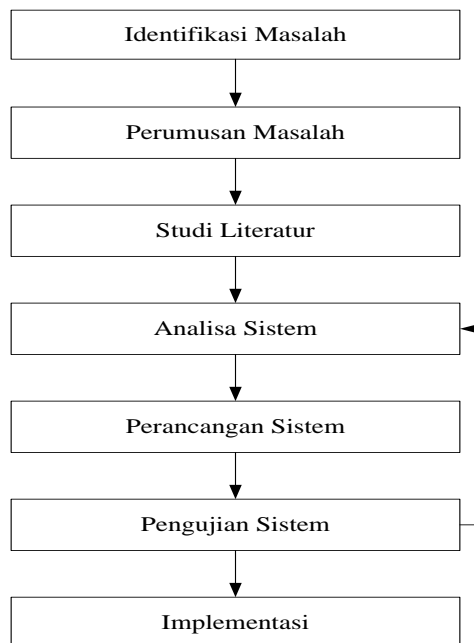 Identifikasi Masalah
Perumusan Masalah
Studi Literatur
Analisa Sistem
Perancangan Sistem
Pengujian Sistem
Implementasi